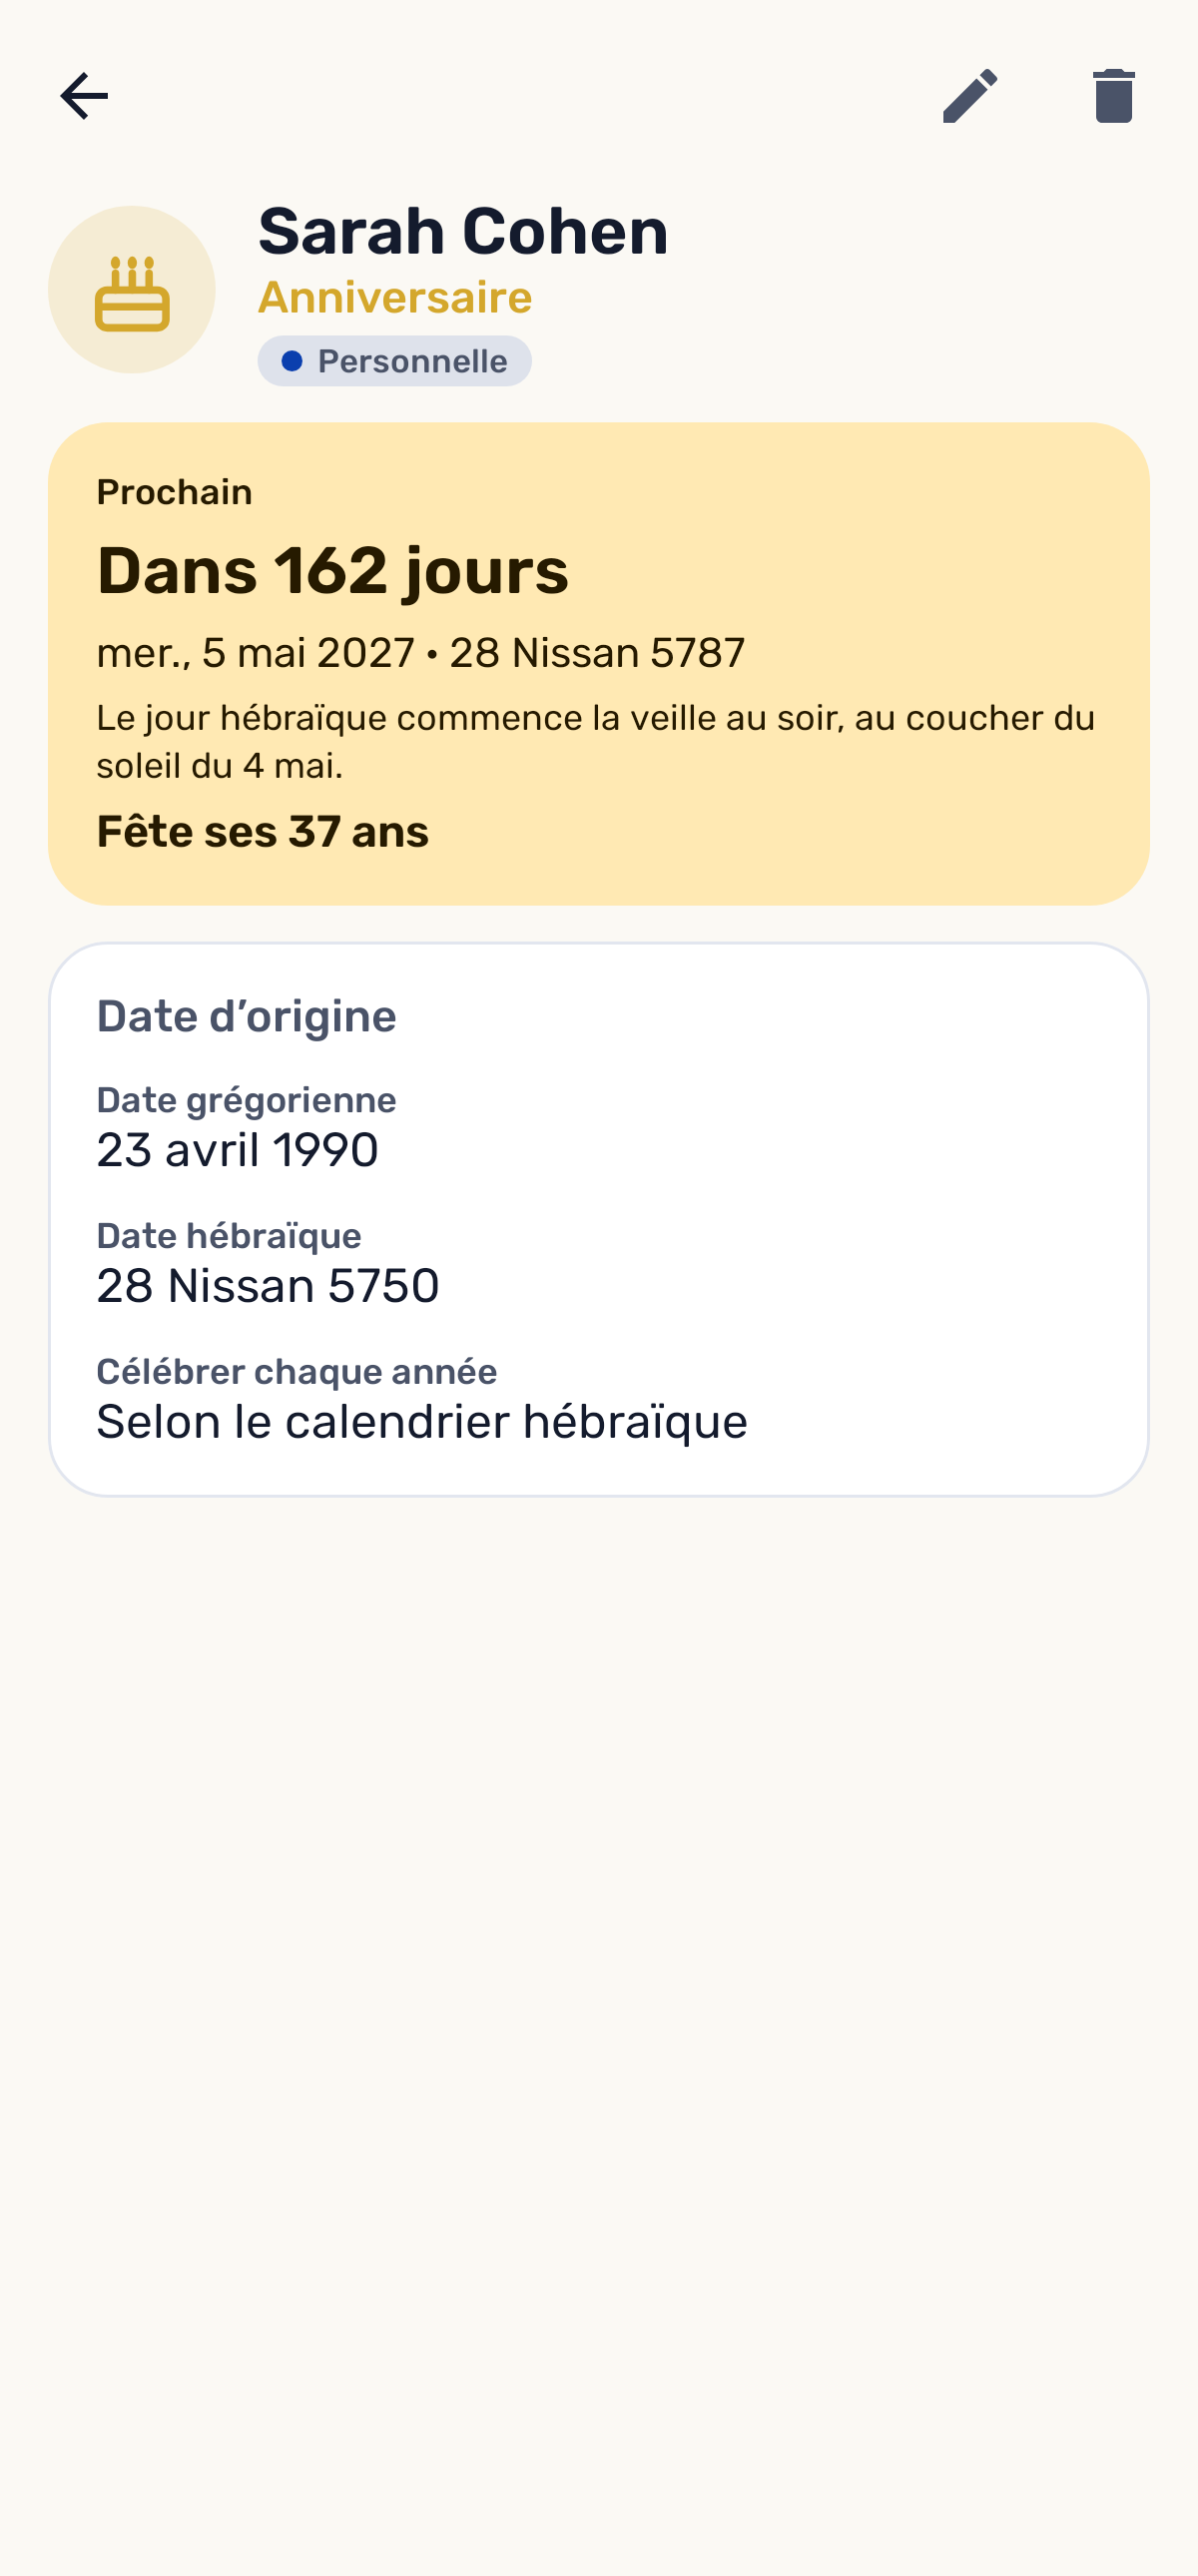 Sarah Cohen
Anniversaire
Personnelle
Prochain
Dans 162 jours
mer., 5 mai 2027 • 28 Nissan 5787
Le jour hébraïque commence la veille au soir, au coucher du
soleil du 4 mai.
Fête ses 37 ans
Date d’origine
Date grégorienne
23 avril 1990
Date hébraïque
28 Nissan 5750
Célébrer chaque année
Selon le calendrier hébraïque